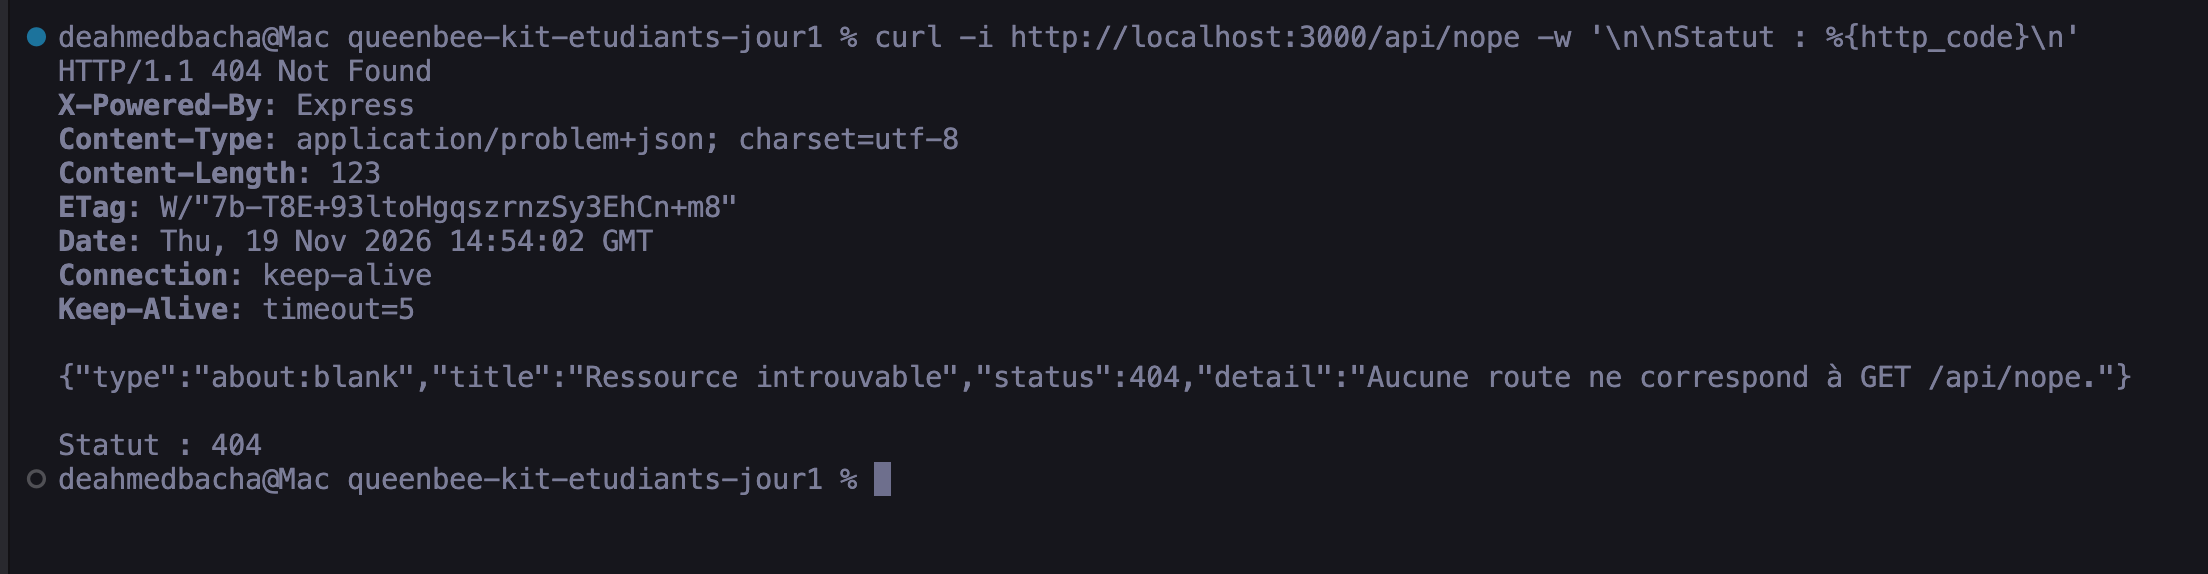 deahmedbacha@Mac queenbee-kit-etudiants-jour1 % curl -i http://localhost:3000/api/nope -w '\n\nStatut : %{http_code}\n'
HTTP/1.1 404 Not Found
X-Powered-By: Express
Content-Type: application/problem+json; charset=utf-8
Content-Length: 123
ETag: W/"7b-T8E+93ltoHgqszrnzSy3EhCn+m8"
Date: Thu, 19 Nov 2026 14:54:02 GMT
Connection: keep-alive
Keep-Alive: timeout=5
{"type":"about:blank","title":"Ressource introuvable","status":404,"detail":"Aucune route ne correspond à GET /api/nope."}
Statut : 404
deahmedbacha@Mac queenbee-kit-etudiants-jour1 %